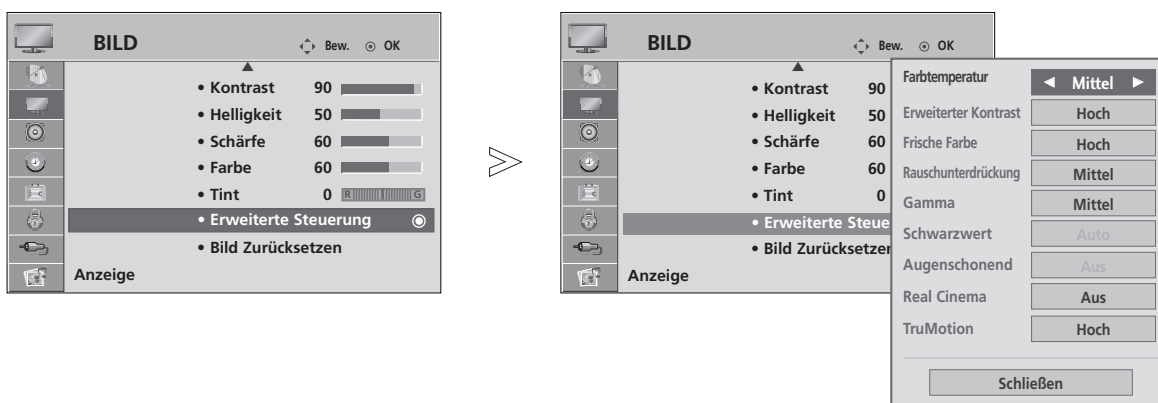 BILD
Bew. OK
• Kontrast 90
• Helligkeit 50
• Schärfe 60
• Farbe 60
• Tint 0 R G
• Erweiterte Steuerung
• Bild Zurücksetzen
Anzeige
BILD
Bew. OK
• Kontrast 90
• Helligkeit 50
• Schärfe 60
• Farbe 60
• Tint 0
• Erweiterte Steue
• Bild Zurücksetzen
Anzeige
Farbtemperatur Mittel
Erweiterter Kontrast Hoch
Frische Farbe Hoch
Rauschunterdrückung Mittel
Gamma Mittel
Schwarzwert Auto
Augenschonend Aus
Real Cinema Aus
TruMotion Hoch
Schließen